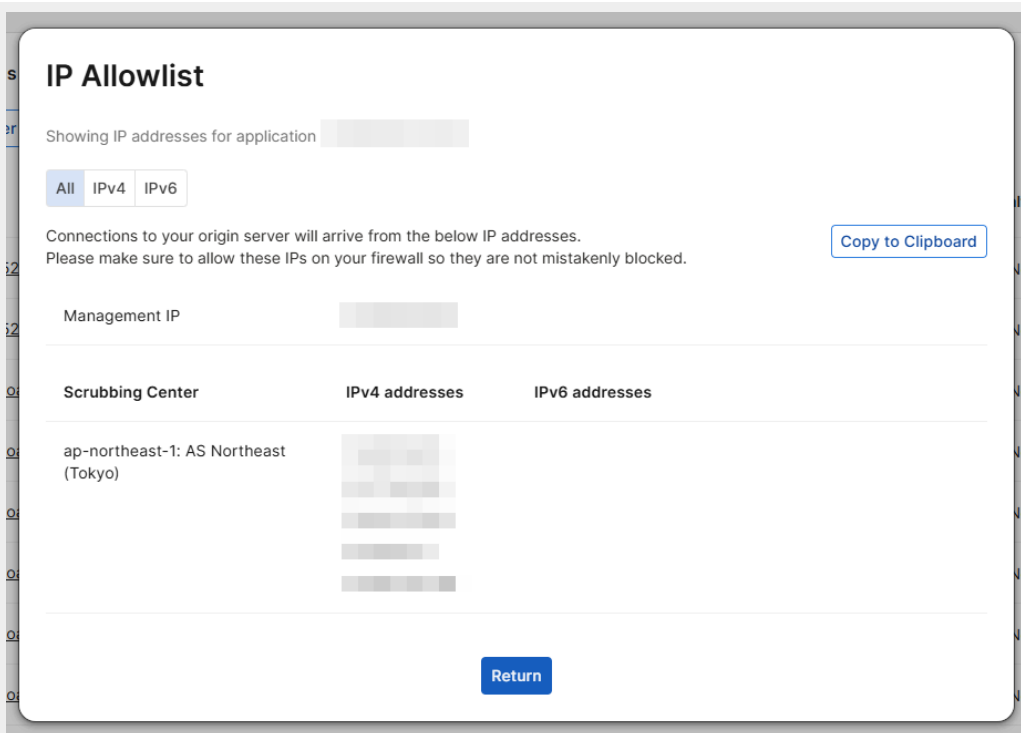 IP Allowlist
Showing IP addresses for application
All IPv4 IPv6
Connections to your origin server will arrive from the below IP addresses.
Please make sure to allow these IPs on your firewall so they are not mistakenly blocked.
Copy to Clipboard
Management IP
Scrubbing Center IPv4 addresses IPv6 addresses
ap-northeast-1: AS Northeast
(Tokyo)
Return